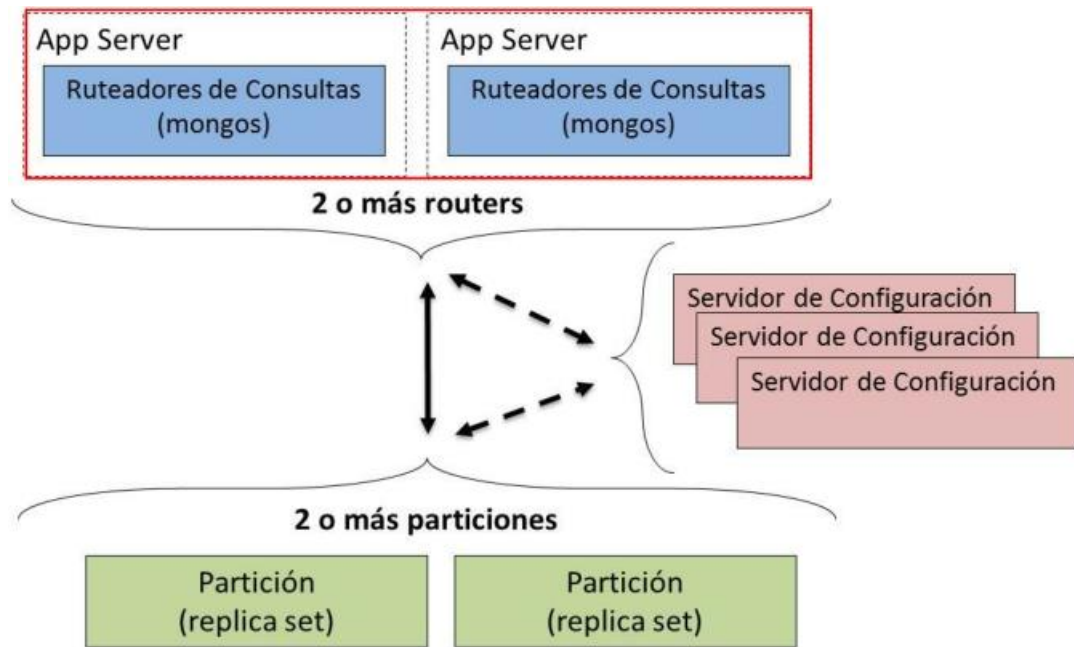 App Server
Ruteadores de Consultas
(mongos)
App Server
Ruteadores de Consultas
(mongos)
2 o más routers
Servidor de Configuración
Servidor de Configuración
Servidor de Configuración
2 o más particiones
Partición
(replica set)
Partición
(replica set)